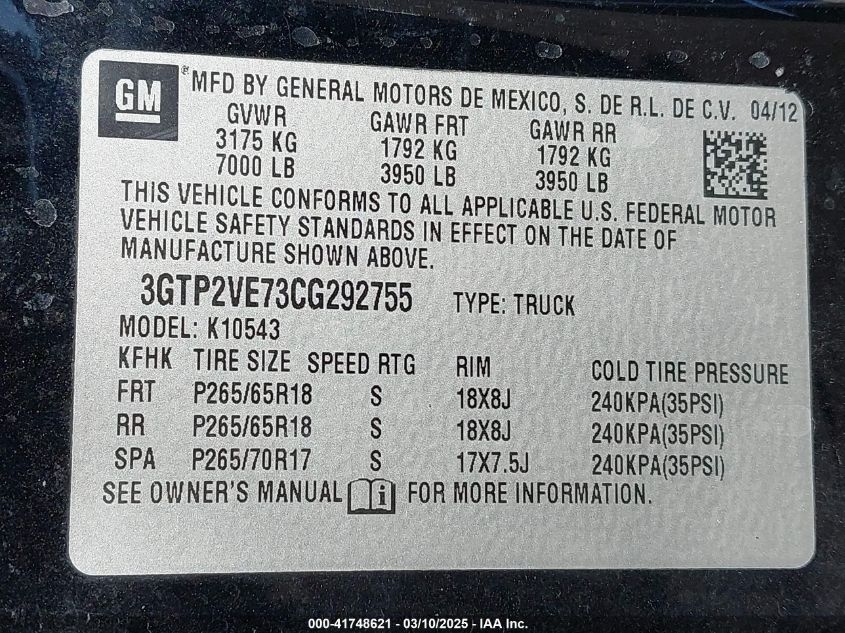 GM ® MFD BY GENERAL MOTORS DE MEXICO, S. DE R.L. DE C.V. 04/12
GVWR GAWR FRT GAWR RR
3175 KG 1792 KG 1792 KG
7000 LB 3950 LB 3950 LB
THIS VEHICLE CONFORMS TO ALL APPLICABLE U.S. FEDERAL MOTOR
VEHICLE SAFETY STANDARDS IN EFFECT ON THE DATE OF
MANUFACTURE SHOWN ABOVE.
3GTP2VE73CG292755 TYPE: TRUCK
MODEL: K10543
KFHK TIRE SIZE SPEED RTG RIM COLD TIRE PRESSURE
FRT P265/65R18 S 18X8J 240KPA(35PSI)
RR P265/65R18 S 18X8J 240KPA(35PSI)
SPA P265/70R17 S 17X7.5J 240KPA(35PSI)
SEE OWNER'S MANUAL i FOR MORE INFORMATION.
000-41748621 - 03/10/2025 - IAA Inc.